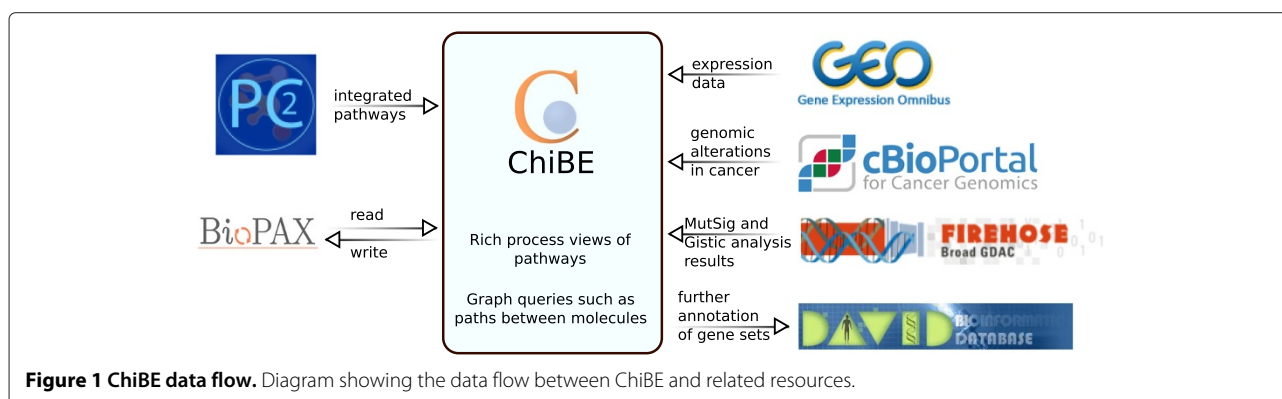 PC2
integrated
pathways
BioPAX
read
write
ChiBE
Rich process views of
pathways
Graph queries such as
paths between molecules
expression
data
GEO
Gene Expression Omnibus
genomic
alterations
in cancer
cBioPortal
for Cancer Genomics
MutSig and
Gistic analysis
results
FIREHOSE
Broad GDAC
further
annotation
of gene sets
DAVID
BIOINFORMATIC
DATABASE
Figure 1 ChiBE data flow. Diagram showing the data flow between ChiBE and related resources.